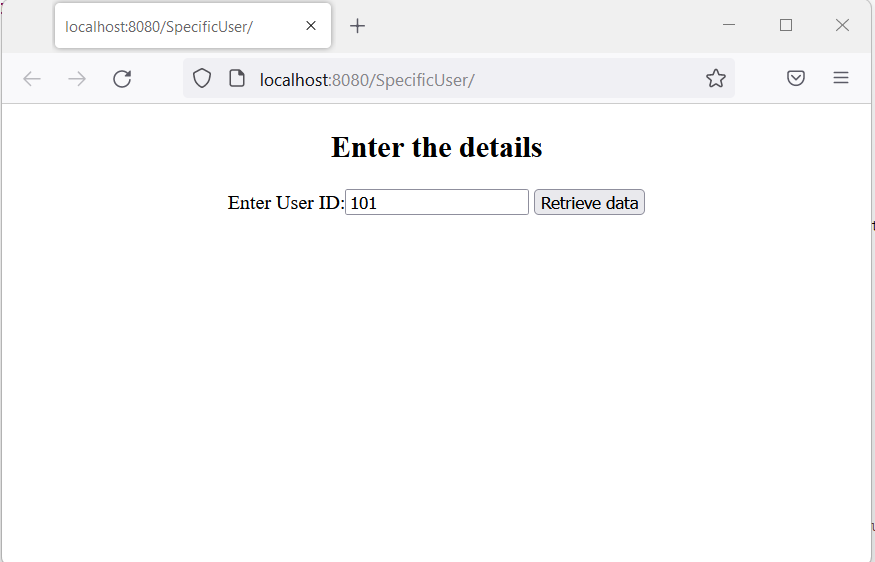 localhost:8080/SpecificUser/
localhost:8080/SpecificUser/
Enter the details
Enter User ID: 101 Retrieve data